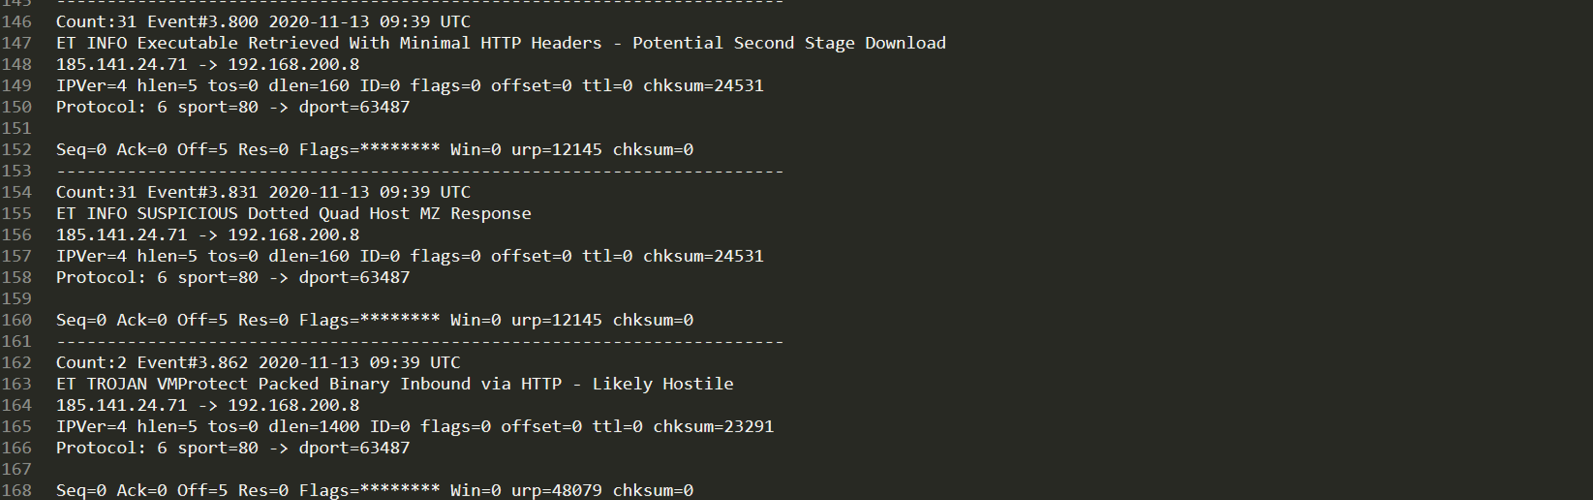 145 ------------------------------------------------------------------------
146 Count:31 Event#3.800 2020-11-13 09:39 UTC
147 ET INFO Executable Retrieved With Minimal HTTP Headers - Potential Second Stage Download
148 185.141.24.71 -> 192.168.200.8
149 IPVer=4 hlen=5 tos=0 dlen=160 ID=0 flags=0 offset=0 ttl=0 chksum=24531
150 Protocol: 6 sport=80 -> dport=63487
151
152 Seq=0 Ack=0 Off=5 Res=0 Flags=******** Win=0 urp=12145 chksum=0
153 ------------------------------------------------------------------------
154 Count:31 Event#3.831 2020-11-13 09:39 UTC
155 ET INFO SUSPICIOUS Dotted Quad Host MZ Response
156 185.141.24.71 -> 192.168.200.8
157 IPVer=4 hlen=5 tos=0 dlen=160 ID=0 flags=0 offset=0 ttl=0 chksum=24531
158 Protocol: 6 sport=80 -> dport=63487
159
160 Seq=0 Ack=0 Off=5 Res=0 Flags=******** Win=0 urp=12145 chksum=0
161 ------------------------------------------------------------------------
162 Count:2 Event#3.862 2020-11-13 09:39 UTC
163 ET TROJAN VMProtect Packed Binary Inbound via HTTP - Likely Hostile
164 185.141.24.71 -> 192.168.200.8
165 IPVer=4 hlen=5 tos=0 dlen=1400 ID=0 flags=0 offset=0 ttl=0 chksum=23291
166 Protocol: 6 sport=80 -> dport=63487
167
168 Seq=0 Ack=0 Off=5 Res=0 Flags=******** Win=0 urp=48079 chksum=0